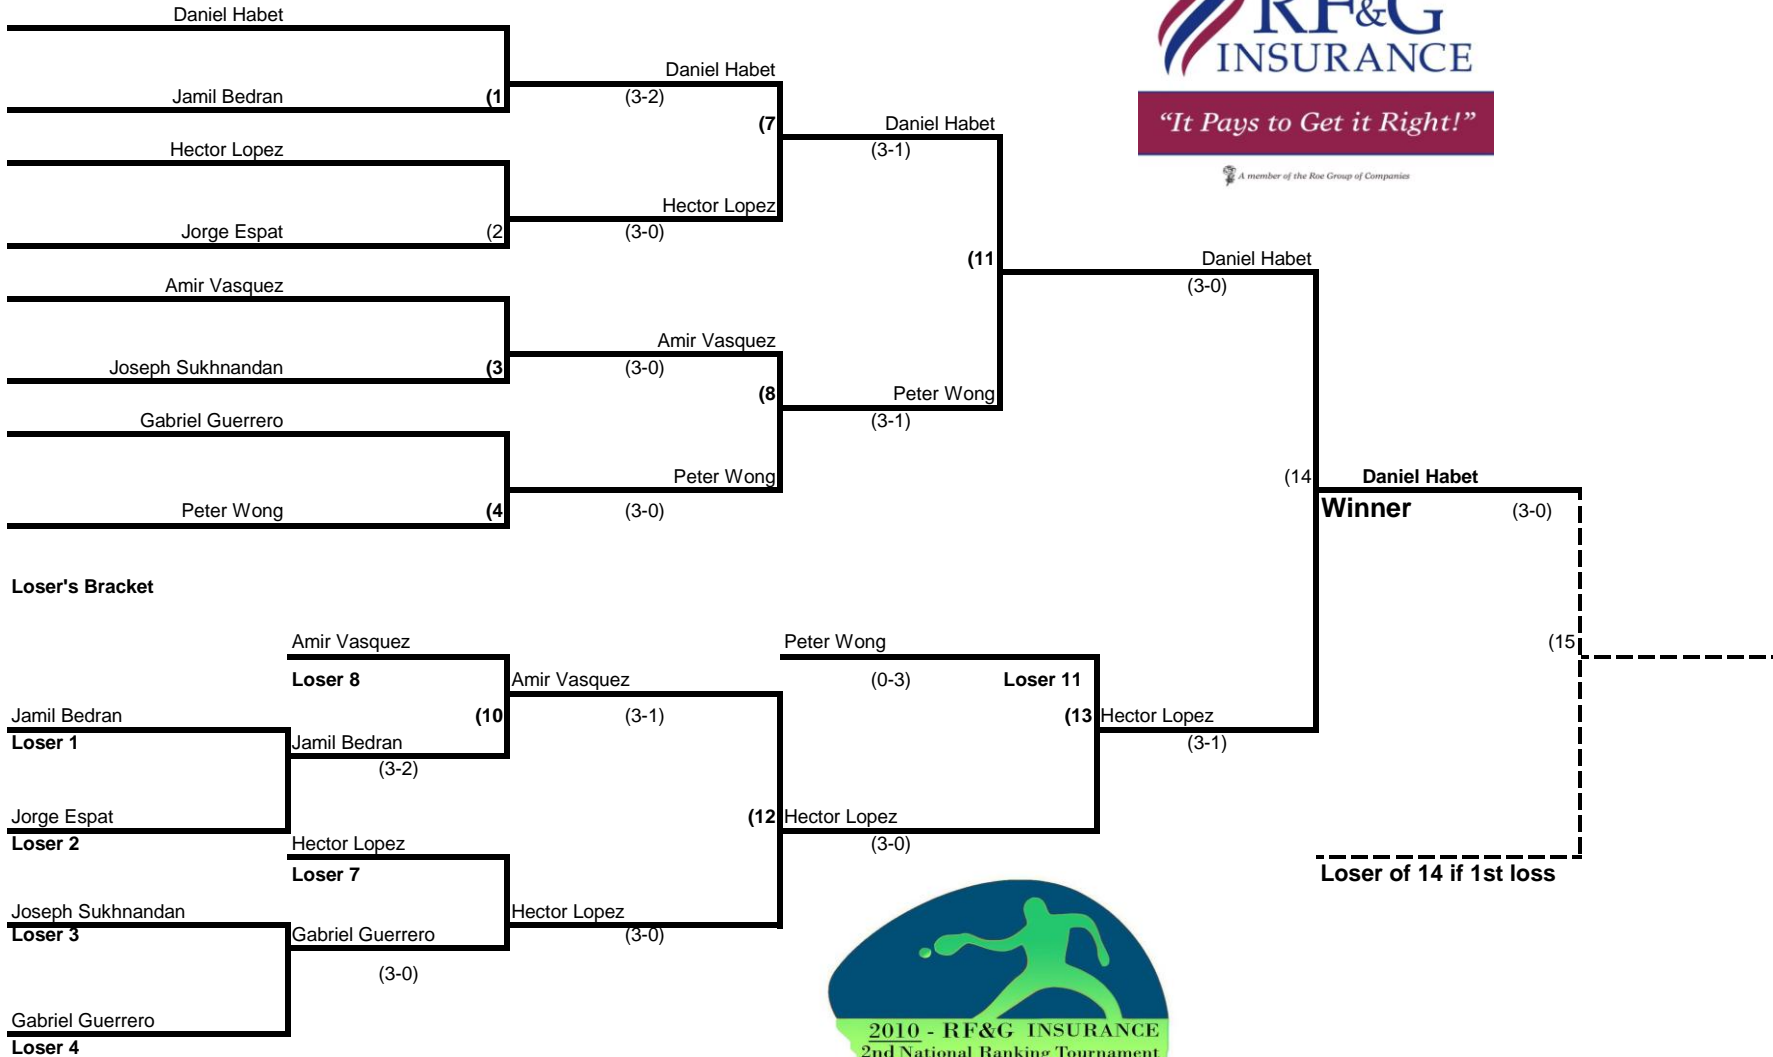 Daniel Habet
RF&G
INSURANCE
Daniel Habet
Jamil Bedran
(1
(3-2)
"It Pays to Get it Right!"
(7
Daniel Habet
Hector Lopez
(3-1)
A member of the Roe Group of Companies
Hector Lopez
Jorge Espat
(2
(3-0)
(11
Daniel Habet
Amir Vasquez
(3-0)
Amir Vasquez
Joseph Sukhnandan
(3
(3-0)
(8
Peter Wong
Gabriel Guerrero
(3-1)
Peter Wong
(14
Daniel Habet
Peter Wong
(4
(3-0)
Winner
(3-0)
Loser's Bracket
Amir Vasquez
Peter Wong
(15
Loser 8
Amir Vasquez
(0-3)
Loser 11
Jamil Bedran
(10
(3-1)
(13
Hector Lopez
Loser 1
Jamil Bedran
(3-1)
(3-2)
Jorge Espat
(12
Hector Lopez
Loser 2
Hector Lopez
(3-0)
Loser 7
Loser of 14 if 1st loss
Joseph Sukhnandan
Hector Lopez
Loser 3
Gabriel Guerrero
(3-0)
(3-0)
Gabriel Guerrero
2010 - RF&G INSURANCE
Loser 4
2nd National Ranking Tournament